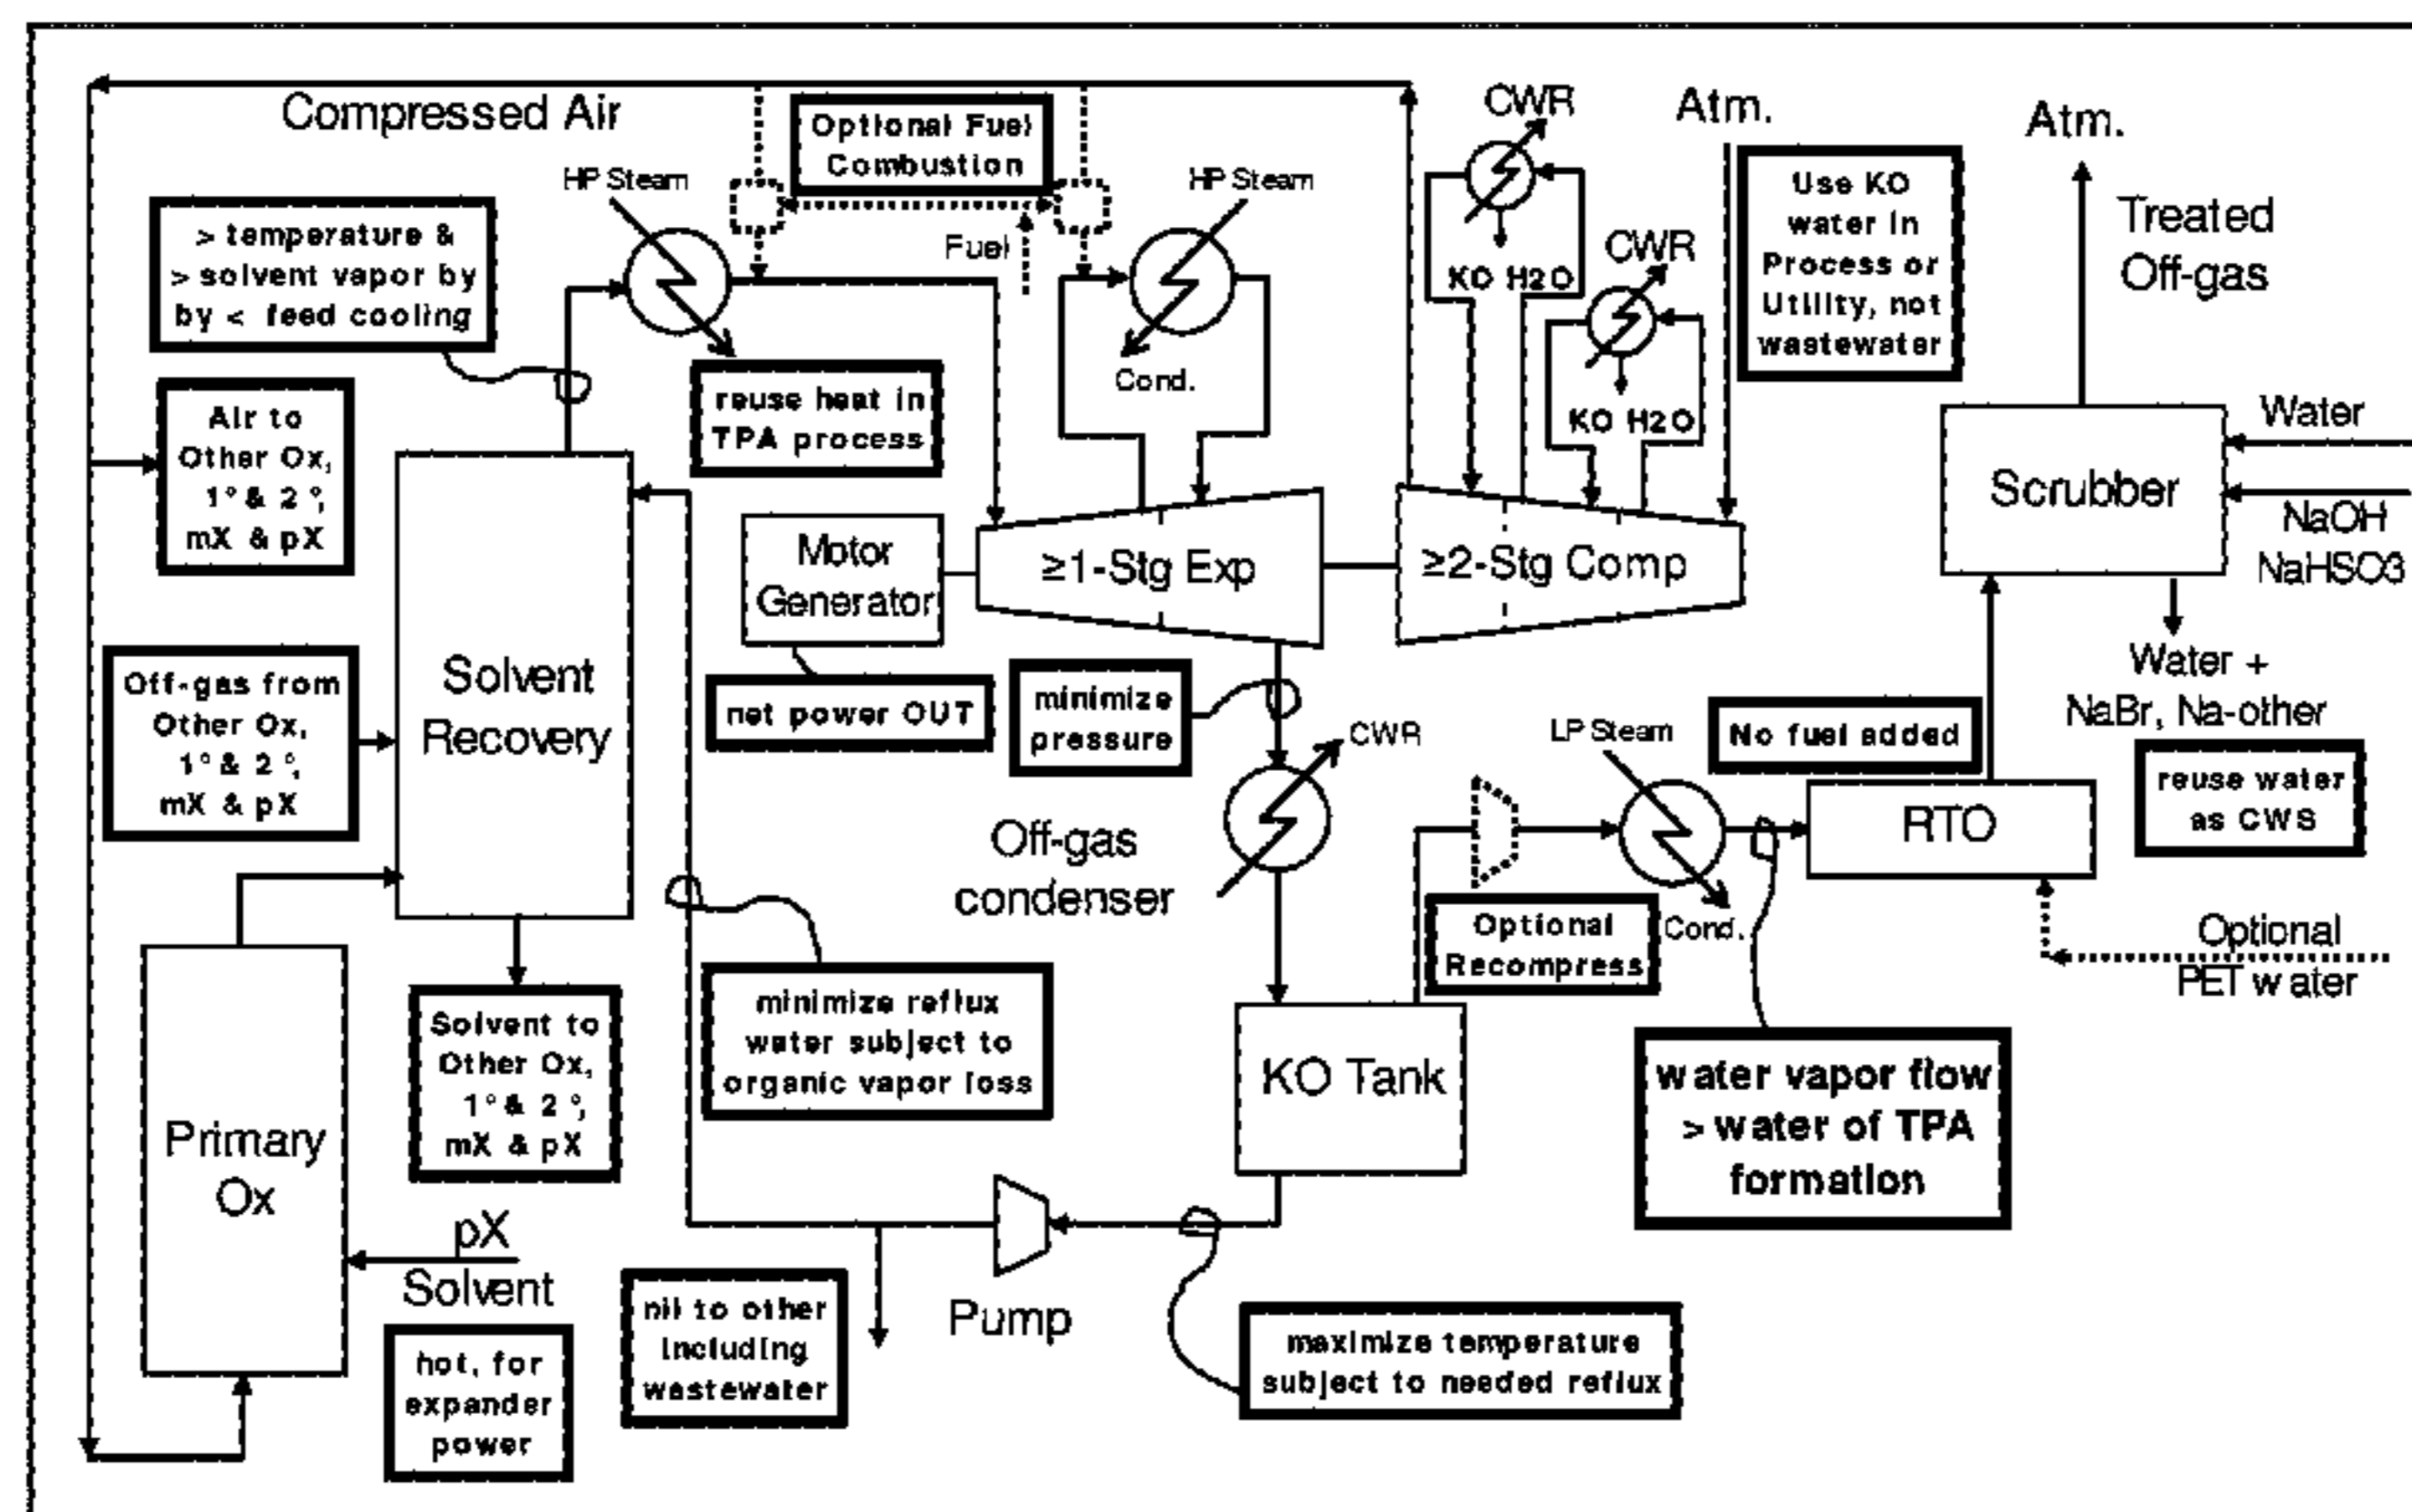 Compressed Air
Optional Fuel
Combustion
CWR
Atm.
Atm.
HP Steam
HP Steam
Use KO
water in
Process or
Utility, not
wastewater
Treated
Off-gas
> temperature &
> solvent vapor by
by < feed cooling
Fuel
CWR
KO H2O
KO H2O
Cond.
reuse heat in
TPA process
Air to
Other Ox,
1° & 2°,
mX & pX
Water
Scrubber
NaOH
NaHSO3
Motor
Generator
≥1-Stg Exp
≥2-Stg Comp
Solvent
Recovery
Off-gas from
Other Ox,
1° & 2°,
mX & pX
net power OUT
minimize
pressure
CWR
LP Steam
No fuel added
Water +
NaBr, Na-other
reuse water
as CWS
RTO
Off-gas
condenser
Optional
Recompress
Cond.
Optional
PET water
Solvent to
Other Ox,
1° & 2°,
mX & pX
minimize reflux
water subject to
organic vapor loss
KO Tank
water vapor flow
> water of TPA
formation
Primary
Ox
pX
Solvent
hot, for
expander
power
nil to other
including
wastewater
Pump
maximize temperature
subject to needed reflux